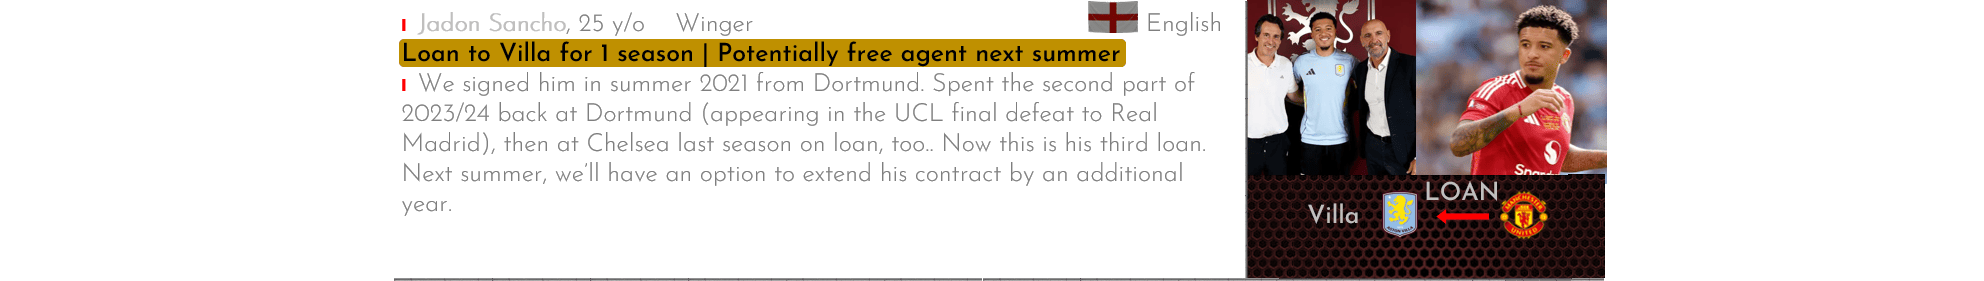 Jadon Sancho, 25 y/o Winger English
Loan to Villa for 1 season | Potentially free agent next summer
We signed him in summer 2021 from Dortmund. Spent the second part of
2023/24 back at Dortmund (appearing in the UCL final defeat to Real
Madrid), then at Chelsea last season on loan, too.. Now this is his third loan.
Next summer, we'll have an option to extend his contract by an additional
year.
LOAN
Villa
MANCHESTER
UNITED